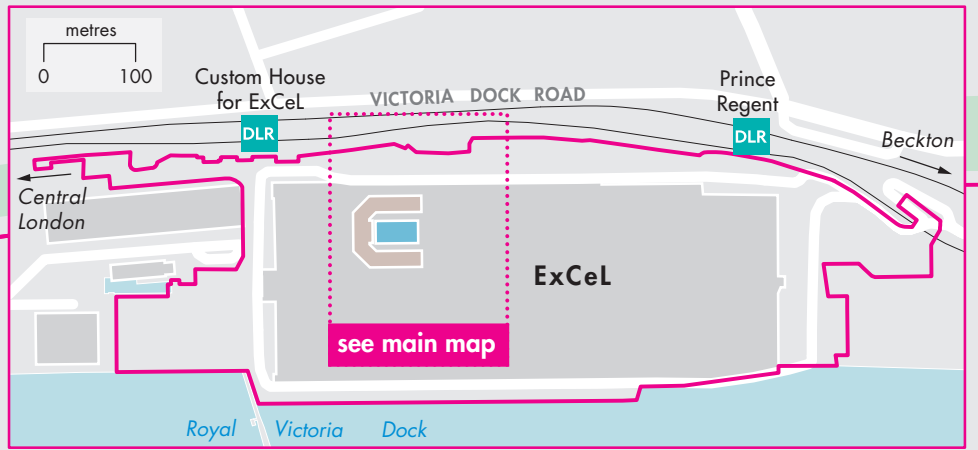 metres
0 100
Custom House
for ExCeL
DLR
VICTORIA DOCK ROAD
Prince
Regent
DLR
Beckton
Central
London
ExCeL
see main map
Royal Victoria Dock